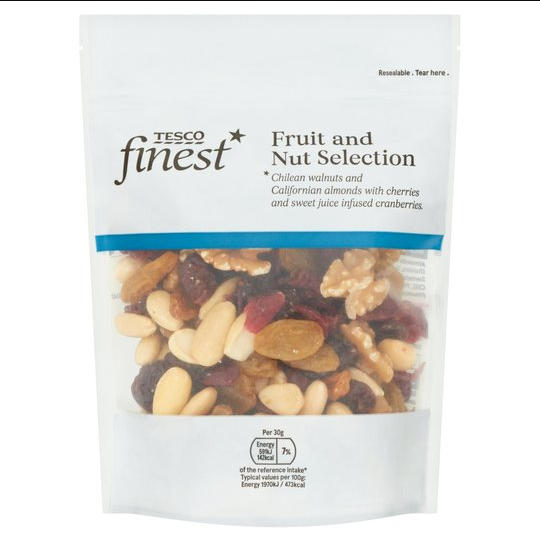 Resealable . Tear here .
TESCO
finest*
Fruit and
Nut Selection
*Chilean walnuts and
Californian almonds with cherries
and sweet juice infused cranberries.
Per 30g
Energy
591kJ
142kcal
7%
of the reference intake*
Typical values per 100g:
Energy 1970kJ / 473kcal